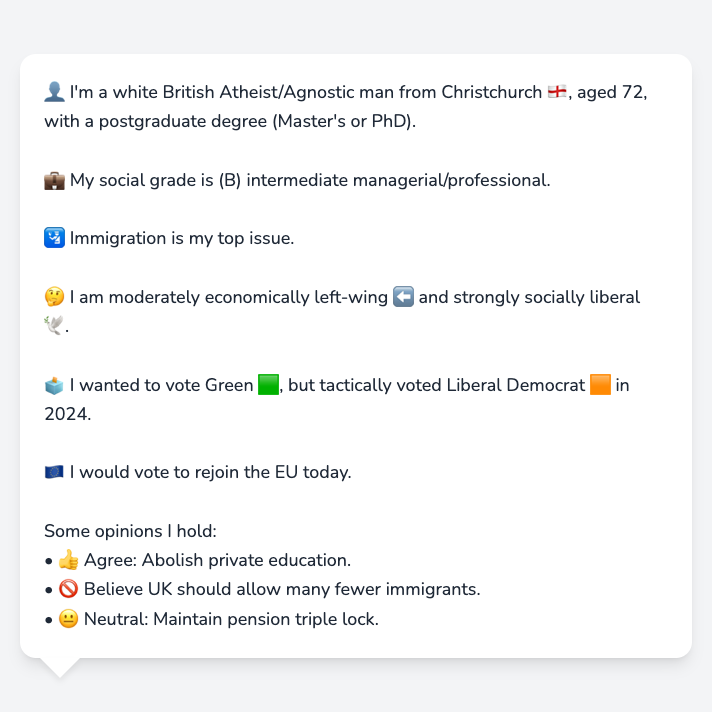 👤 I'm a white British Atheist/Agnostic man from Christchurch 🏴󠁧󠁢󠁥󠁮󠁧󠁿, aged 72,
with a postgraduate degree (Master's or PhD).
💼 My social grade is (B) intermediate managerial/professional.
🛂 Immigration is my top issue.
🤔 I am moderately economically left-wing ⬅️ and strongly socially liberal
🕊️.
🗳️ I wanted to vote Green 🟩, but tactically voted Liberal Democrat 🟧 in
2024.
🇪🇺 I would vote to rejoin the EU today.
Some opinions I hold:
• 👍 Agree: Abolish private education.
• 🚫 Believe UK should allow many fewer immigrants.
• 😐 Neutral: Maintain pension triple lock.